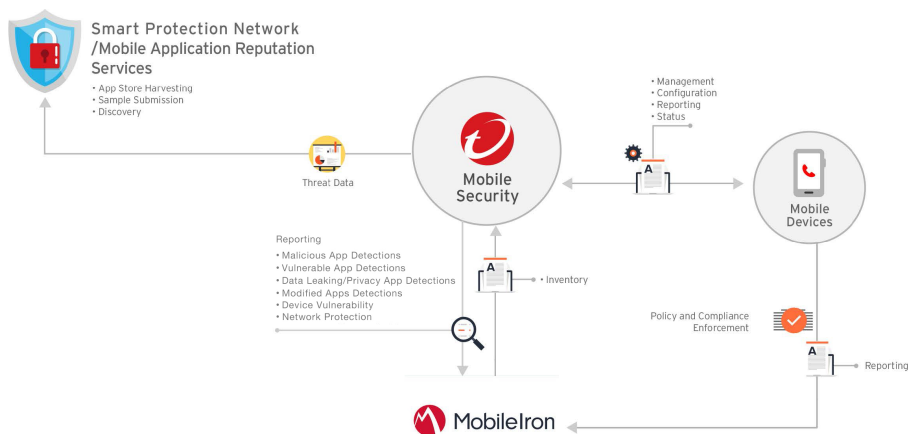 Smart Protection Network
/Mobile Application Reputation
Services
• App Store Harvesting
• Sample Submission
• Discovery
Threat Data
Mobile
Security
• Management
• Configuration
• Reporting
• Status
A
Mobile
Devices
Reporting
• Malicious App Detections
• Vulnerable App Detections
• Data Leaking/Privacy App Detections
• Modified Apps Detections
• Device Vulnerability
• Network Protection
A
• Inventory
Policy and Compliance
Enforcement
A
Reporting
MobileIron